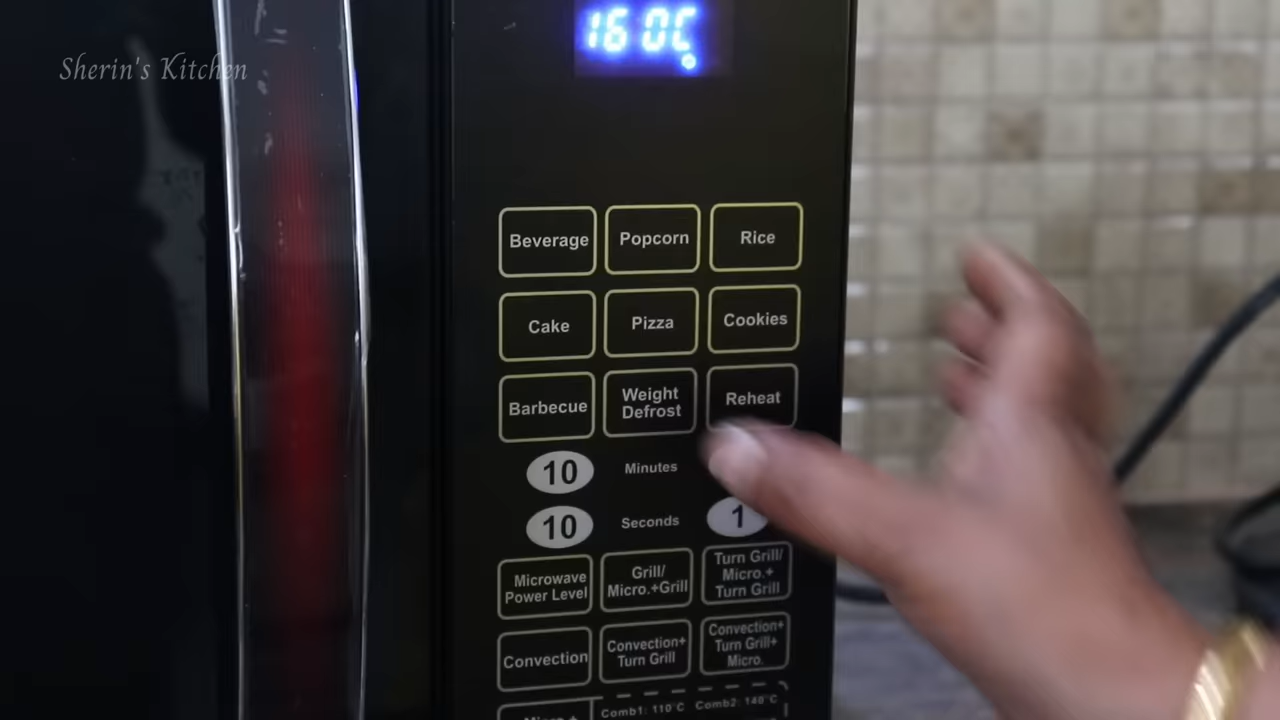 160C
Sherin's Kitchen
Beverage Popcorn Rice
Cake Pizza Cookies
Barbecue Weight Defrost Reheat
10 Minutes
10 Seconds 1
Microwave Power Level Grill/ Micro.+Grill Turn Grill/ Micro.+ Turn Grill
Convection Convection+ Turn Grill Convection+ Turn Grill+ Micro.
Micro.+ Comb1: 110°C Comb2: 140°C